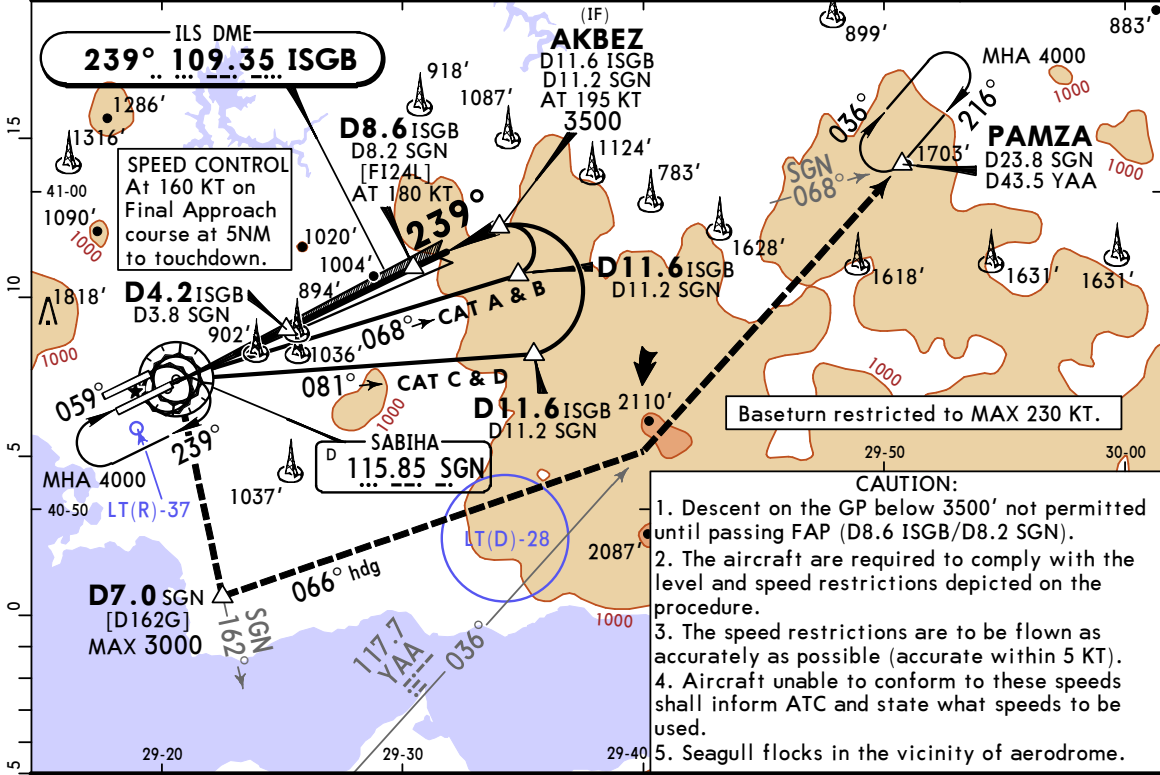 ILS DME
239° 109.35 ISGB
(IF)
AKBEZ
D11.6 ISGB
D11.2 SGN
AT 195 KT
3500
899'
883'
MHA 4000
1000
036°
216°
PAMZA
D23.8 SGN
D43.5 YAA
1703'
1000
SGN
068°
918'
1087'
1286'
1316'
15
D8.6 ISGB
D8.2 SGN
[FI24L]
AT 180 KT
1124'
783'
SPEED CONTROL
At 160 KT on
Final Approach
course at 5NM
to touchdown.
41-00
1090'
1000
239°
1020'
1004'
1628'
1618'
1631'
1631'
D11.6 ISGB
D11.2 SGN
10
1818'
D4.2 ISGB
D3.8 SGN
894'
902'
1036'
068° CAT A & B
1000
081° CAT C & D
1000
1000
059°
239°
D11.6 ISGB
D11.2 SGN
2110'
Baseturn restricted to MAX 230 KT.
SABIHA
D 115.85 SGN
5
MHA 4000
1037'
LT(R)-37
29-50
30-00
40-50
LT(D)-28
2087'
066° hdg
D7.0 SGN
[D162G]
MAX 3000
SGN
162°
0
1000
117.7
YAA
036°
CAUTION:
1. Descent on the GP below 3500' not permitted
until passing FAP (D8.6 ISGB/D8.2 SGN).
2. The aircraft are required to comply with the
level and speed restrictions depicted on the
procedure.
3. The speed restrictions are to be flown as
accurately as possible (accurate within 5 KT).
4. Aircraft unable to conform to these speeds
shall inform ATC and state what speeds to be
used.
5. Seagull flocks in the vicinity of aerodrome.
29-20
29-30
29-40
5